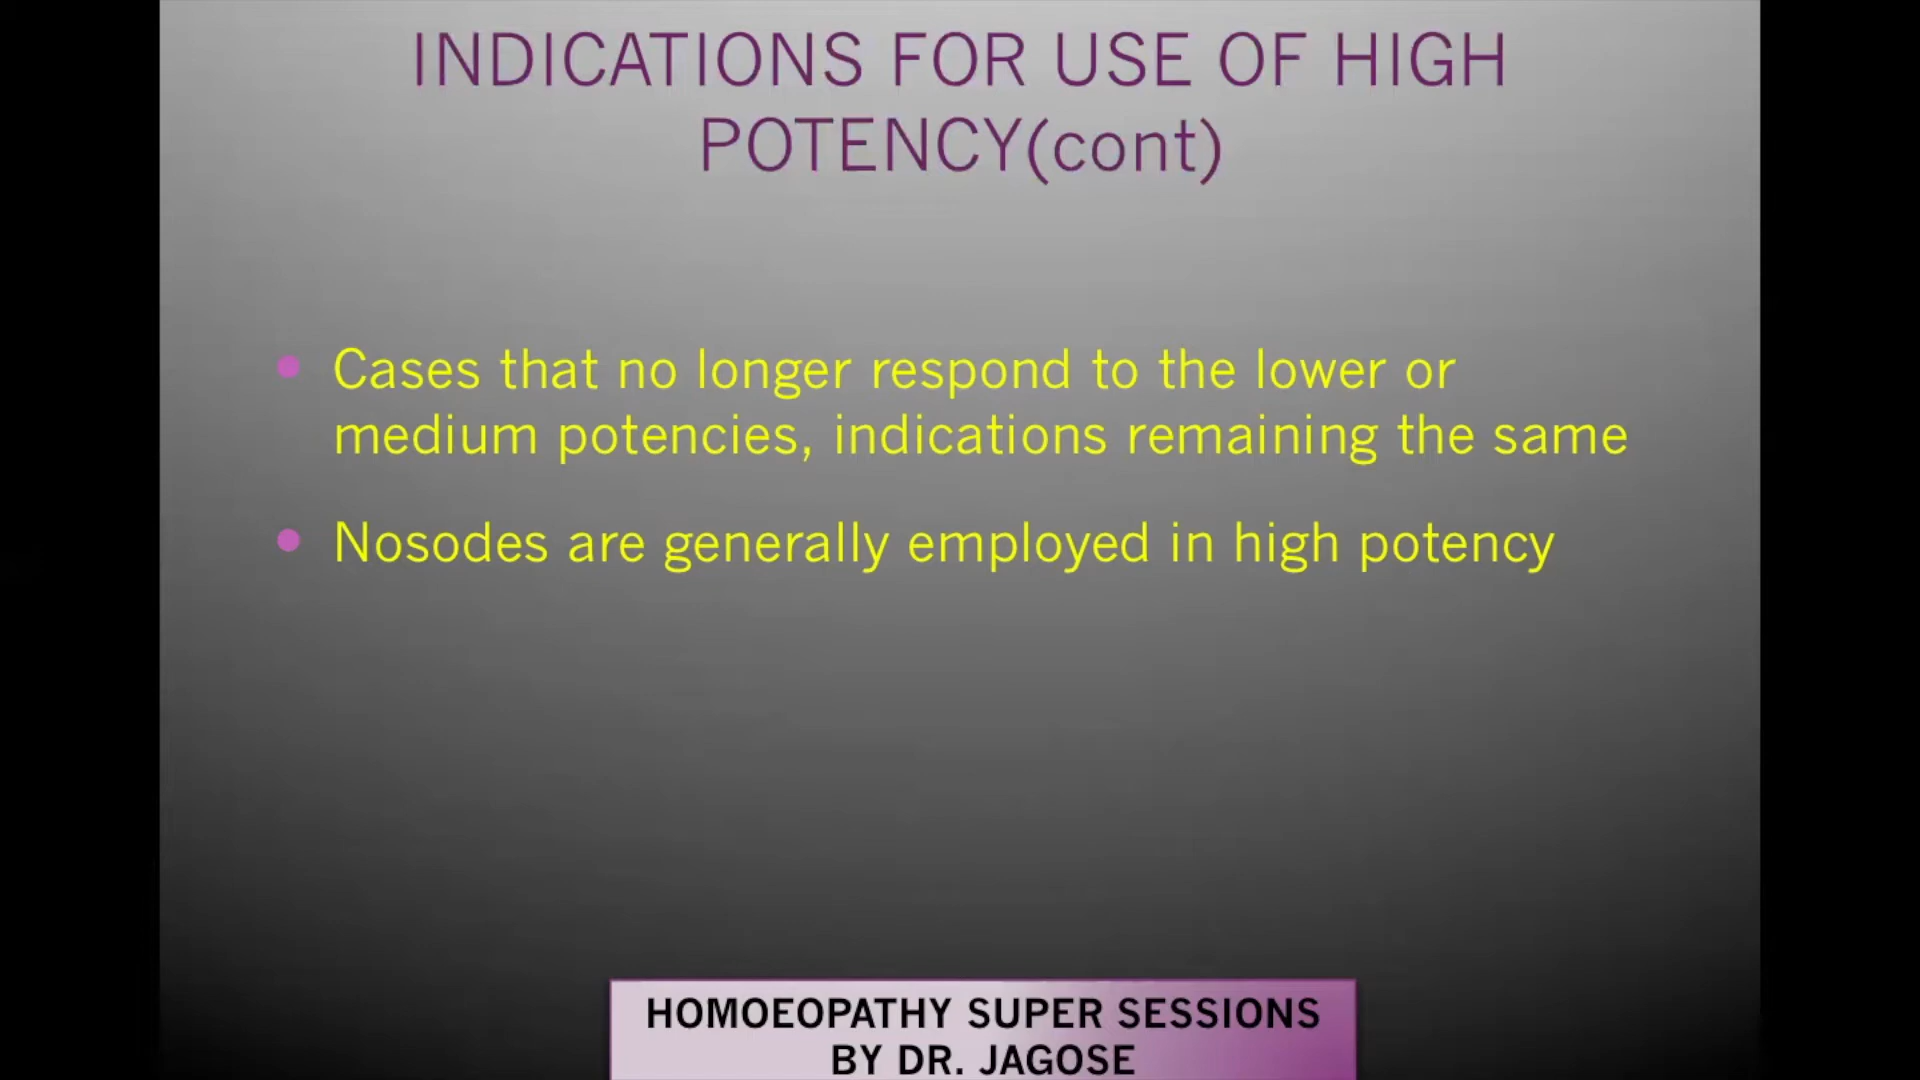 INDICATIONS FOR USE OF HIGH
POTENCY(cont)
• Cases that no longer respond to the lower or
medium potencies, indications remaining the same
• Nosodes are generally employed in high potency
HOMOEOPATHY SUPER SESSIONS
BY DR. JAGOSE